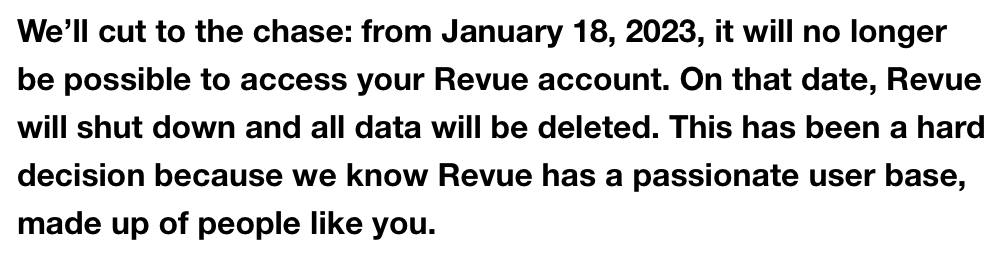 We’ll cut to the chase: from January 18, 2023, it will no longer
be possible to access your Revue account. On that date, Revue
will shut down and all data will be deleted. This has been a hard
decision because we know Revue has a passionate user base,
made up of people like you.